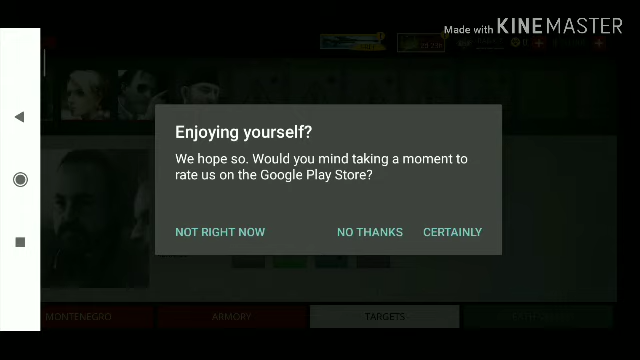 Made with KINEMASTER
Enjoying yourself?
We hope so. Would you mind taking a moment to
rate us on the Google Play Store?
NOT RIGHT NOW NO THANKS CERTAINLY
MONTENEGRO ARMORY TARGETS